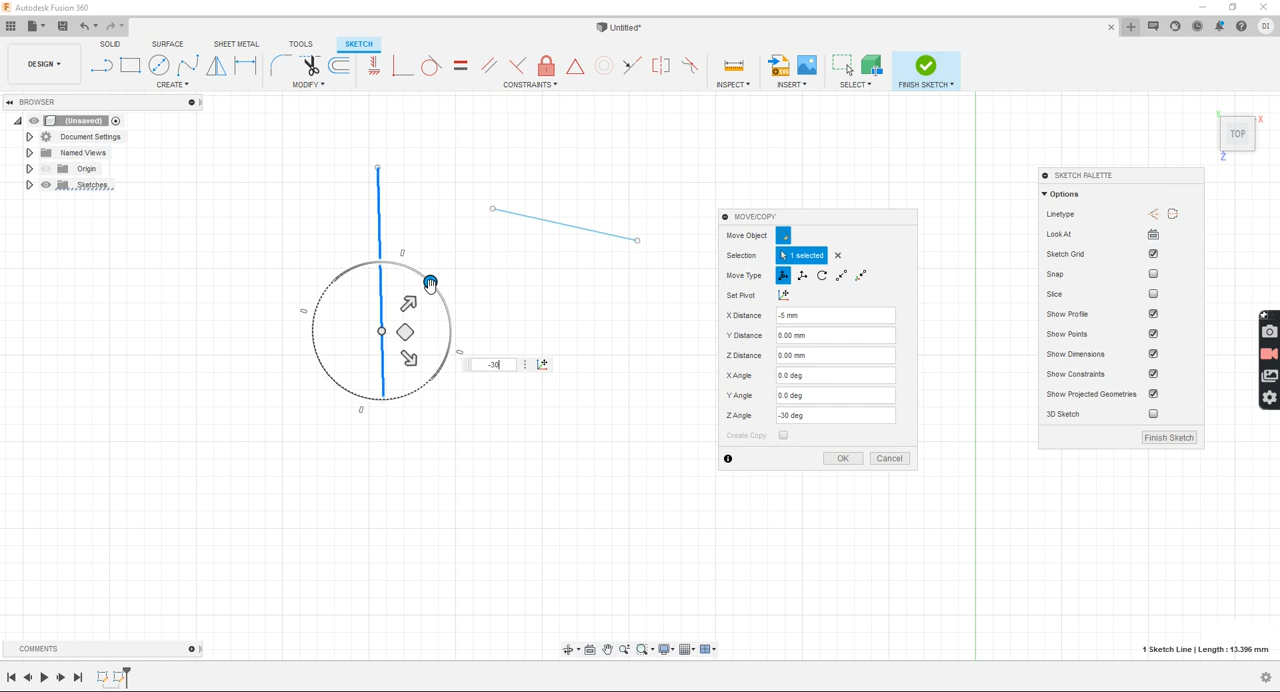 Autodesk Fusion 360
Untitled*
DI
SOLID SURFACE SHEET METAL TOOLS SKETCH
DESIGN ▾
CREATE ▾ MODIFY ▾ CONSTRAINTS ▾ INSPECT ▾ INSERT ▾ SELECT ▾ FINISH SKETCH ▾
BROWSER
(Unsaved)
Document Settings
Named Views
Origin
Sketches
TOP
X
Y
Z
SKETCH PALETTE
Options
Linetype
Look At
Sketch Grid
Snap
Slice
Show Profile
Show Points
Show Dimensions
Show Constraints
Show Projected Geometries
3D Sketch
Finish Sketch
MOVE/COPY
Move Object
Selection 1 selected
Move Type
Set Pivot
X Distance -5 mm
Y Distance 0.00 mm
Z Distance 0.00 mm
X Angle 0.0 deg
Y Angle 0.0 deg
Z Angle -30 deg
Create Copy
OK Cancel
-30
COMMENTS
1 Sketch Line | Length : 13.396 mm